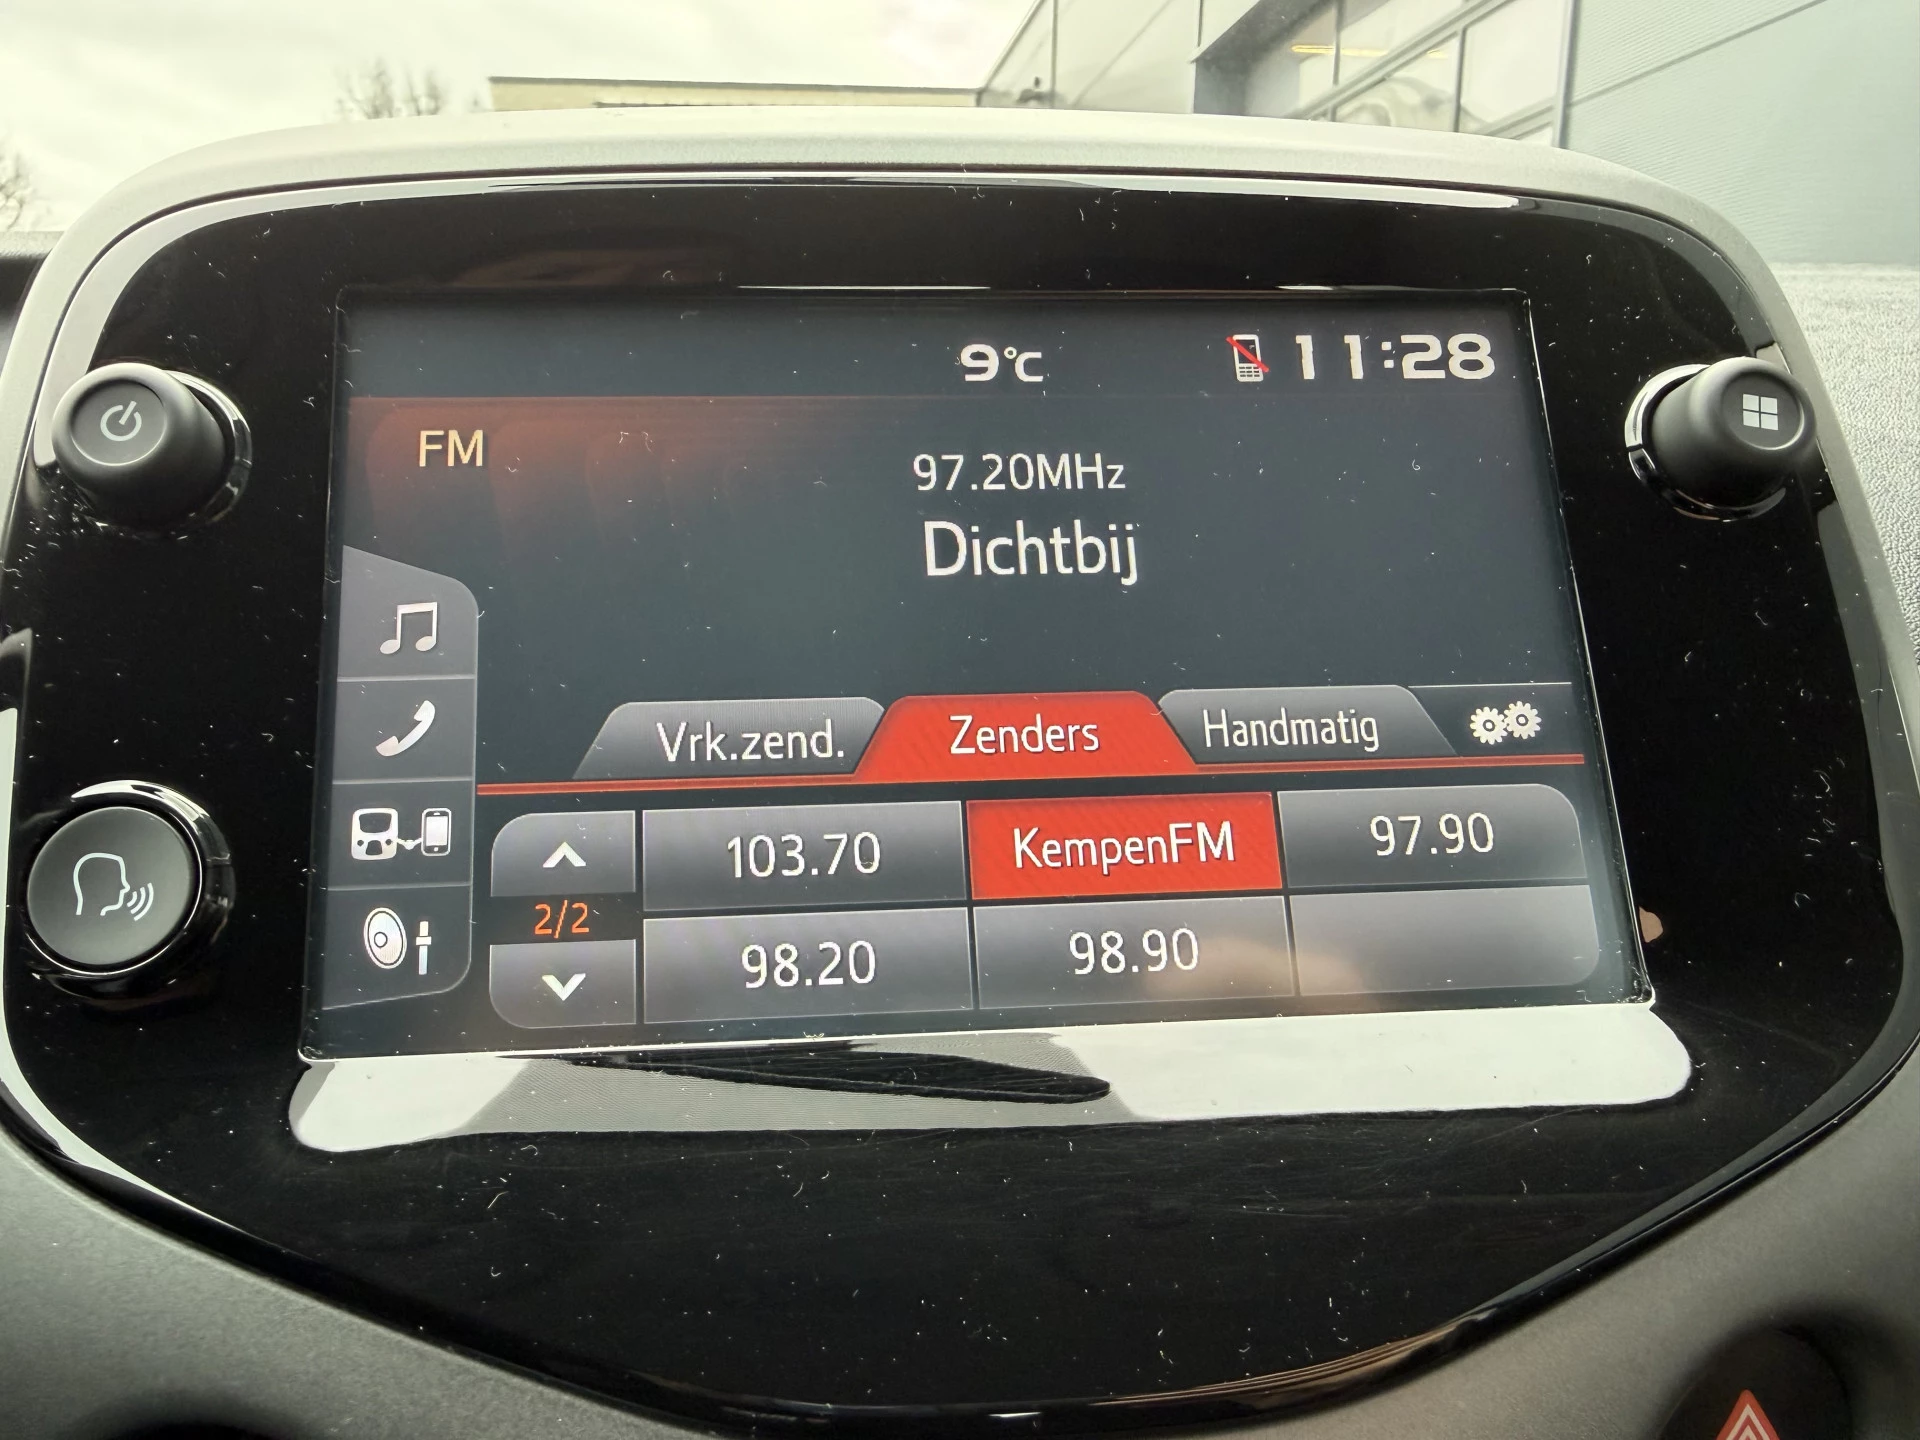 9°C 11:28
FM
97.20MHz
Dichtbij
Vrk.zend. Zenders Handmatig
103.70 KempenFM 97.90
2/2
98.20 98.90